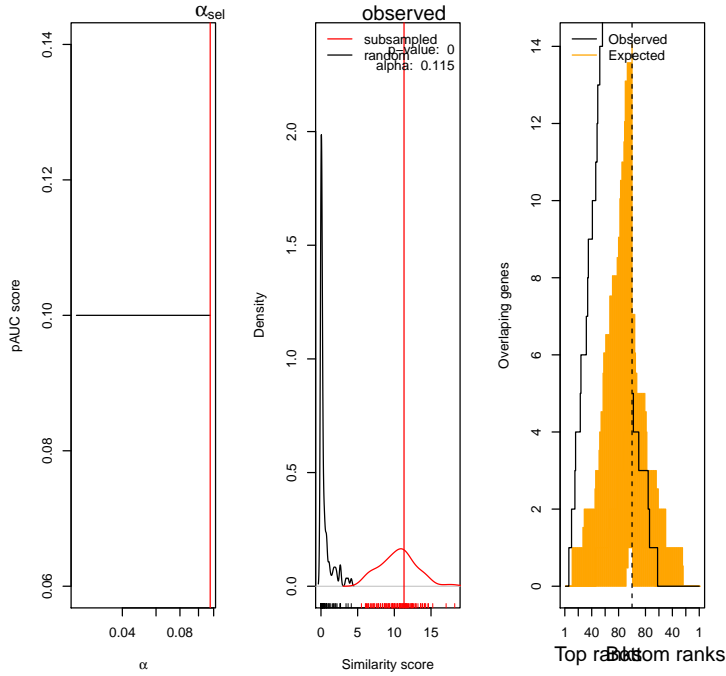 α_sel
pAUC score
0.06
0.08
0.10
0.12
0.14
0.04
0.08
α
observed
subsampled
random
p-value: 0
alpha: 0.115
Density
0.0
0.5
1.0
1.5
2.0
0
5
10
15
Similarity score
Observed
Expected
Overlaping genes
0
2
4
6
8
10
12
14
1
40
80
80
40
1
Top ranks
Bottom ranks